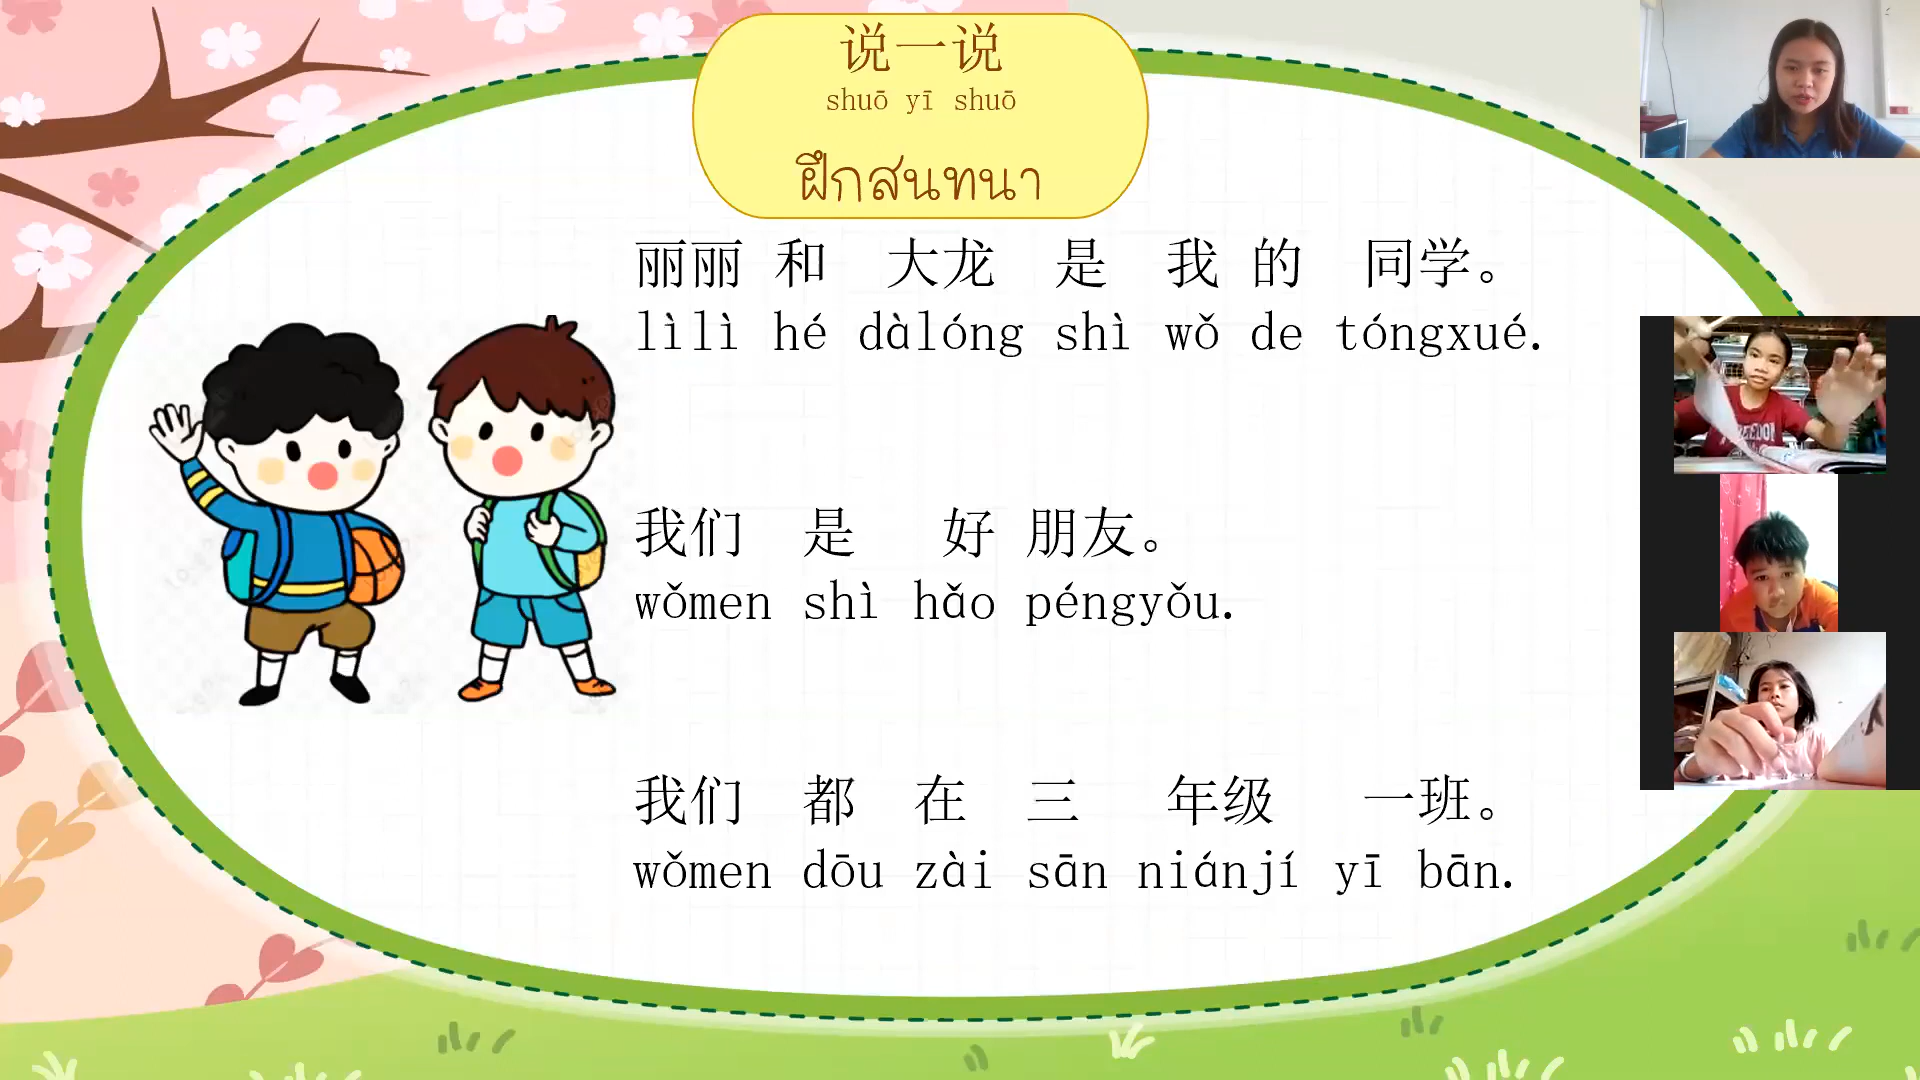 说一说
shuō yī shuō
ฝึกสนทนา
丽丽 和 大龙 是 我 的 同学。
lìlì hé dàlóng shì wǒ de tóngxué.
我们 是 好 朋友。
wǒmen shì hǎo péngyǒu.
我们 都 在 三 年级 一班。
wǒmen dōu zài sān niánjí yī bān.